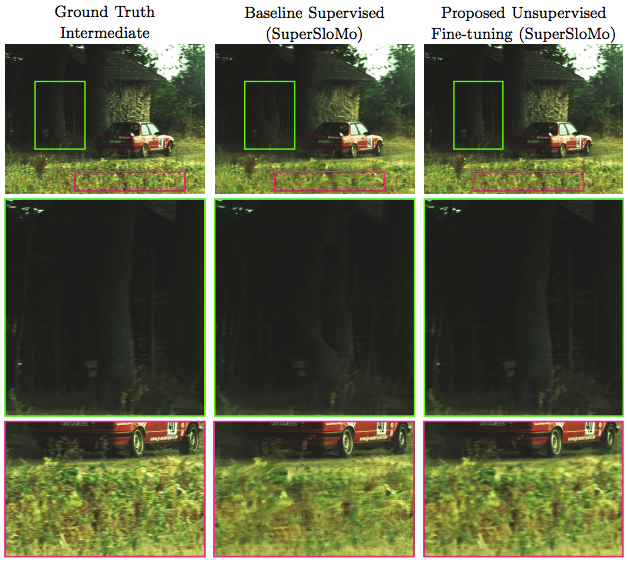 Ground Truth
Intermediate
Baseline Supervised
(SuperSloMo)
Proposed Unsupervised
Fine-tuning (SuperSloMo)